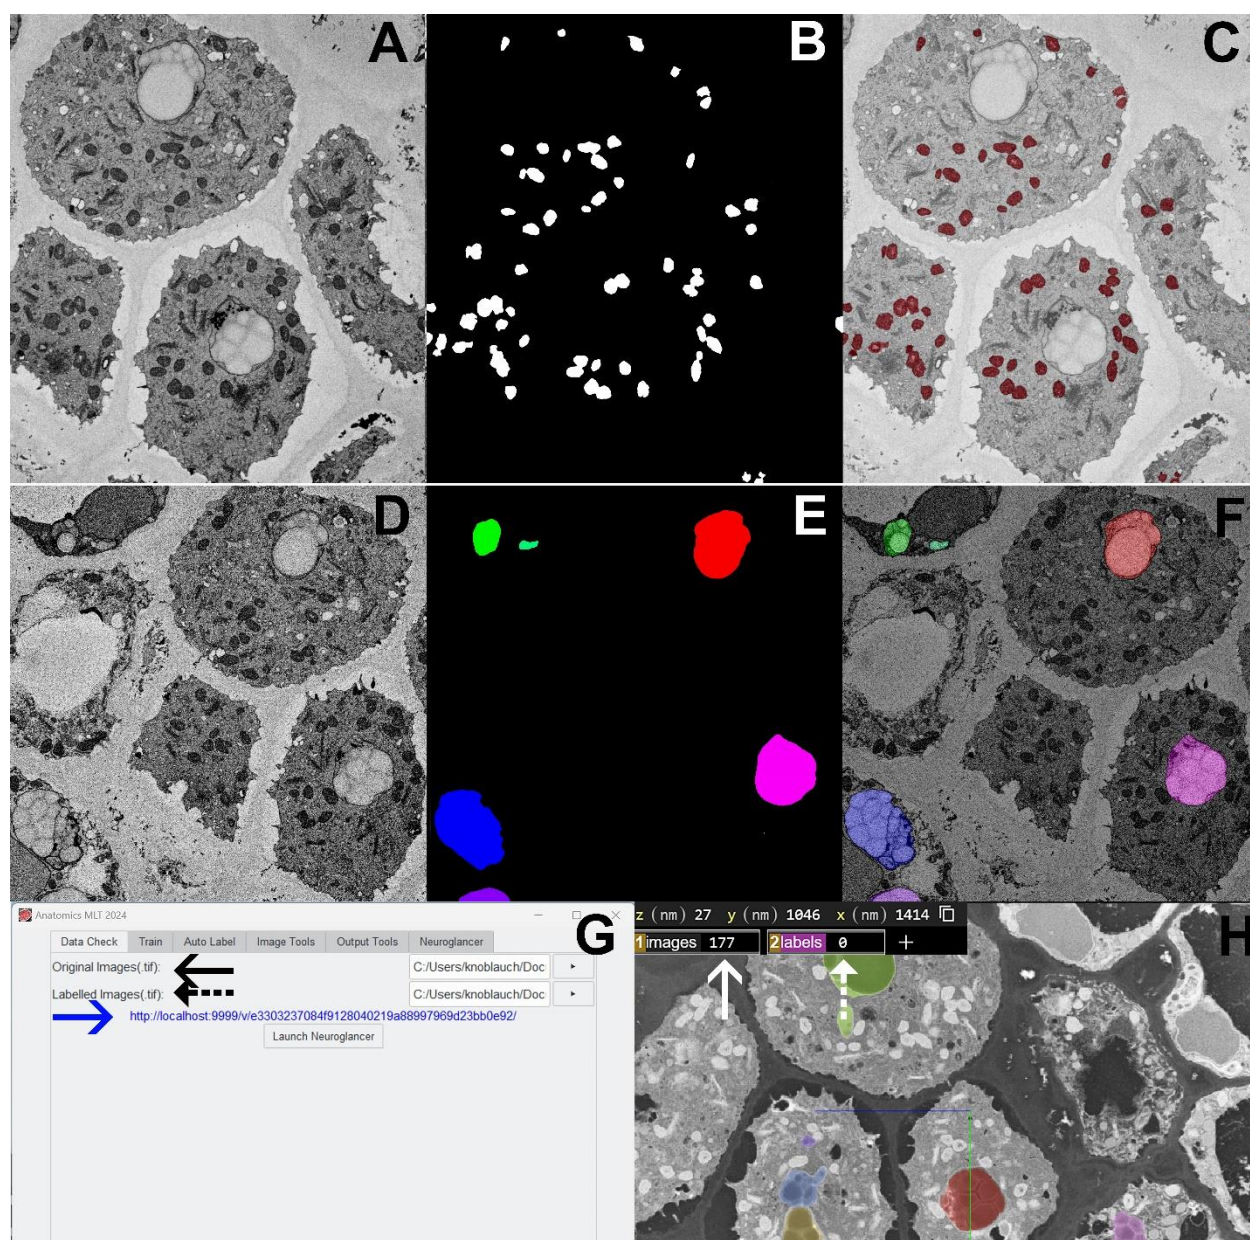 A
B
C
D
E
F
Anatomics MLT 2024
G
Data Check Train Auto Label Image Tools Output Tools Neuroglancer
Original Images(.tif): C:/Users/knoblauch/Doc
Labelled Images(.tif): C:/Users/knoblauch/Doc
http://localhost:9999/v/e3303237084f9128040219a88997969d23bb0e92/
Launch Neuroglancer
z (nm) 27 y (nm) 1046 x (nm) 1414
1 images 177 2 labels 0 +
H